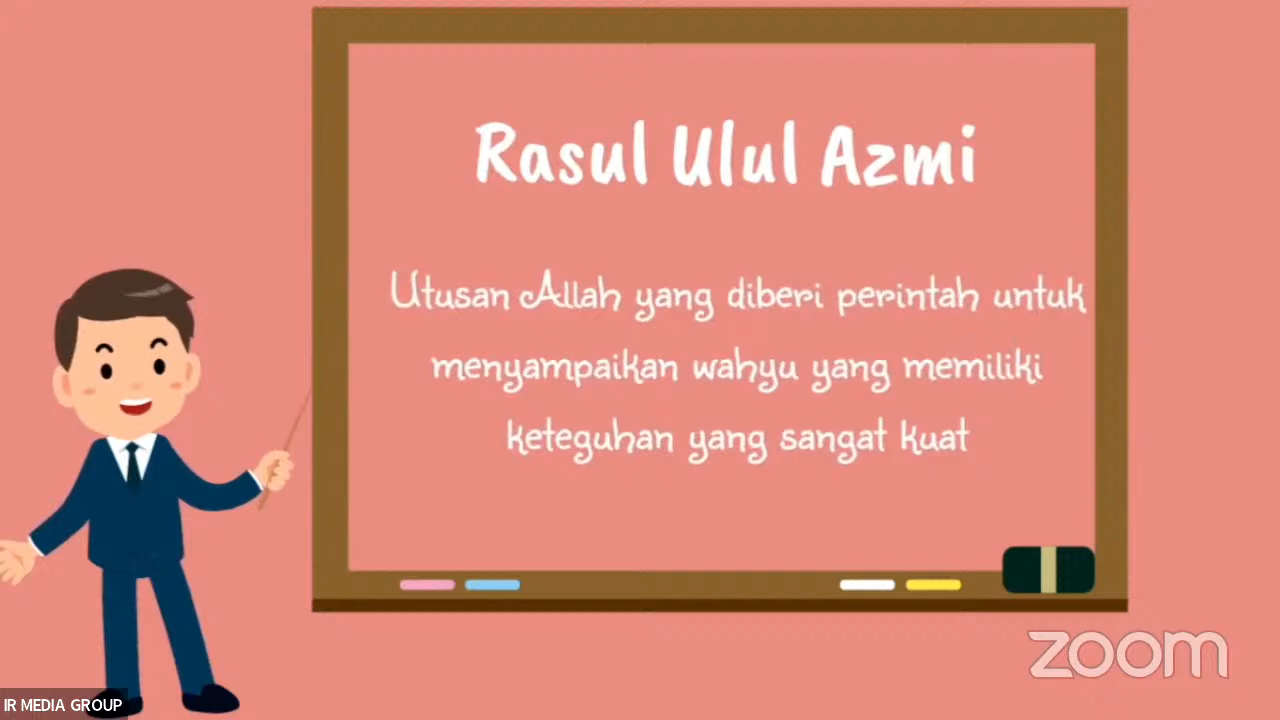 Rasul Ulul Azmi
Utusan Allah yang diberi perintah untuk
menyampaikan wahyu yang memiliki
keteguhan yang sangat kuat
zoom
IR MEDIA GROUP